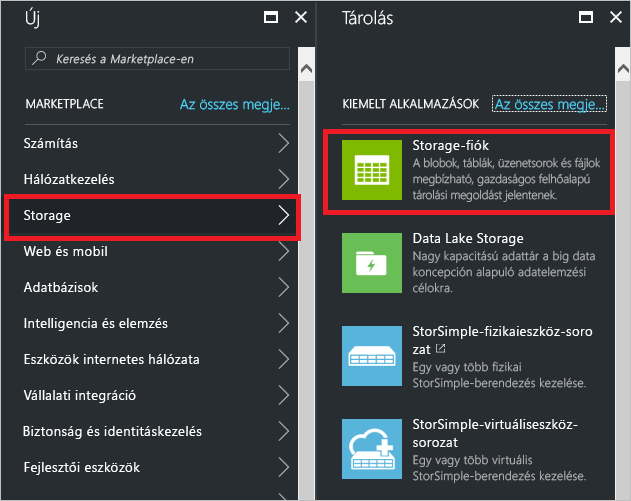 Új
Keresés a Marketplace-en
MARKETPLACE Az összes megje...
Számítás
Hálózatkezelés
Storage
Web és mobil
Adatbázisok
Intelligencia és elemzés
Eszközök internetes hálózata
Vállalati integráció
Biztonság és identitáskezelés
Fejlesztői eszközök
Tárolás
KIEMELT ALKALMAZÁSOK Az összes megje...
Storage-fiók
A blobok, táblák, üzenetsorok és fájlok
megbízható, gazdaságos felhőalapú
tárolási megoldást jelentenek.
Data Lake Storage
Nagy kapacitású adattár a big data
koncepción alapuló adatelemzési
célokra.
StorSimple-fizikaieszköz-soro
zat
Egy vagy több fizikai
StorSimple-berendezés kezelése.
StorSimple-virtuáliseszköz-
sorozat
Egy vagy több virtuális
StorSimple-berendezés kezelése.